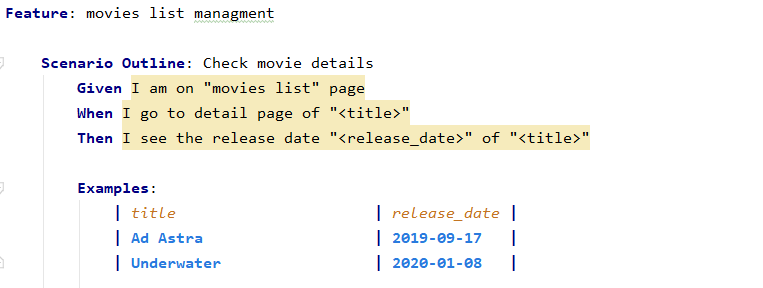 Feature: movies list managment
Scenario Outline: Check movie details
Given I am on "movies list" page
When I go to detail page of "<title>"
Then I see the release date "<release_date>" of "<title>"
Examples:
| title | release_date |
| Ad Astra | 2019-09-17 |
| Underwater | 2020-01-08 |